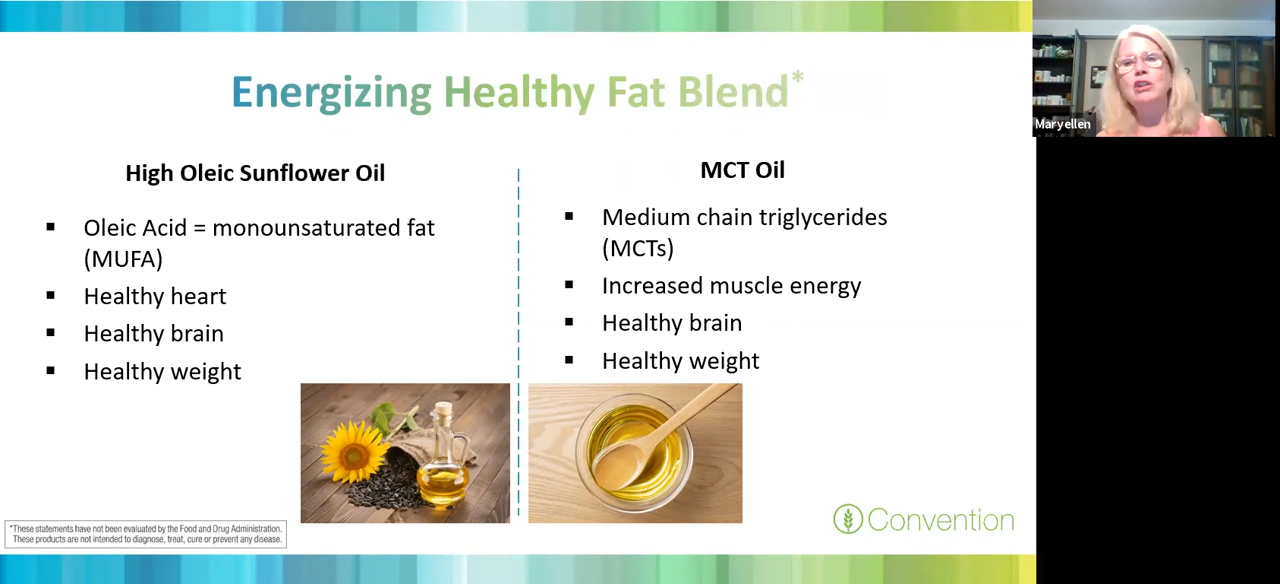 Energizing Healthy Fat Blend*
High Oleic Sunflower Oil
▪ Oleic Acid = monounsaturated fat
(MUFA)
▪ Healthy heart
▪ Healthy brain
▪ Healthy weight
MCT Oil
▪ Medium chain triglycerides
(MCTs)
▪ Increased muscle energy
▪ Healthy brain
▪ Healthy weight
*These statements have not been evaluated by the Food and Drug Administration.
These products are not intended to diagnose, treat, cure or prevent any disease.
Convention
Maryellen